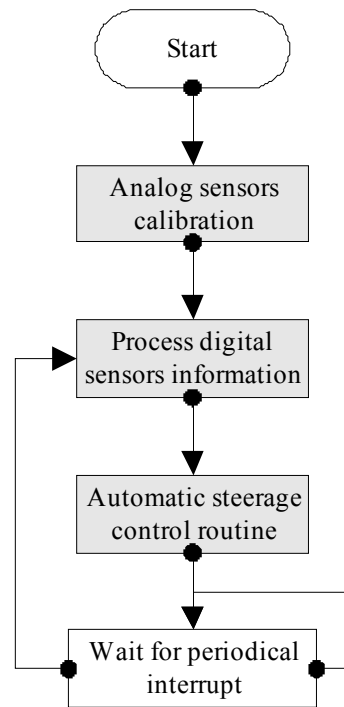 Start
Analog sensors
calibration
Process digital
sensors information
Automatic steerage
control routine
Wait for periodical
interrupt